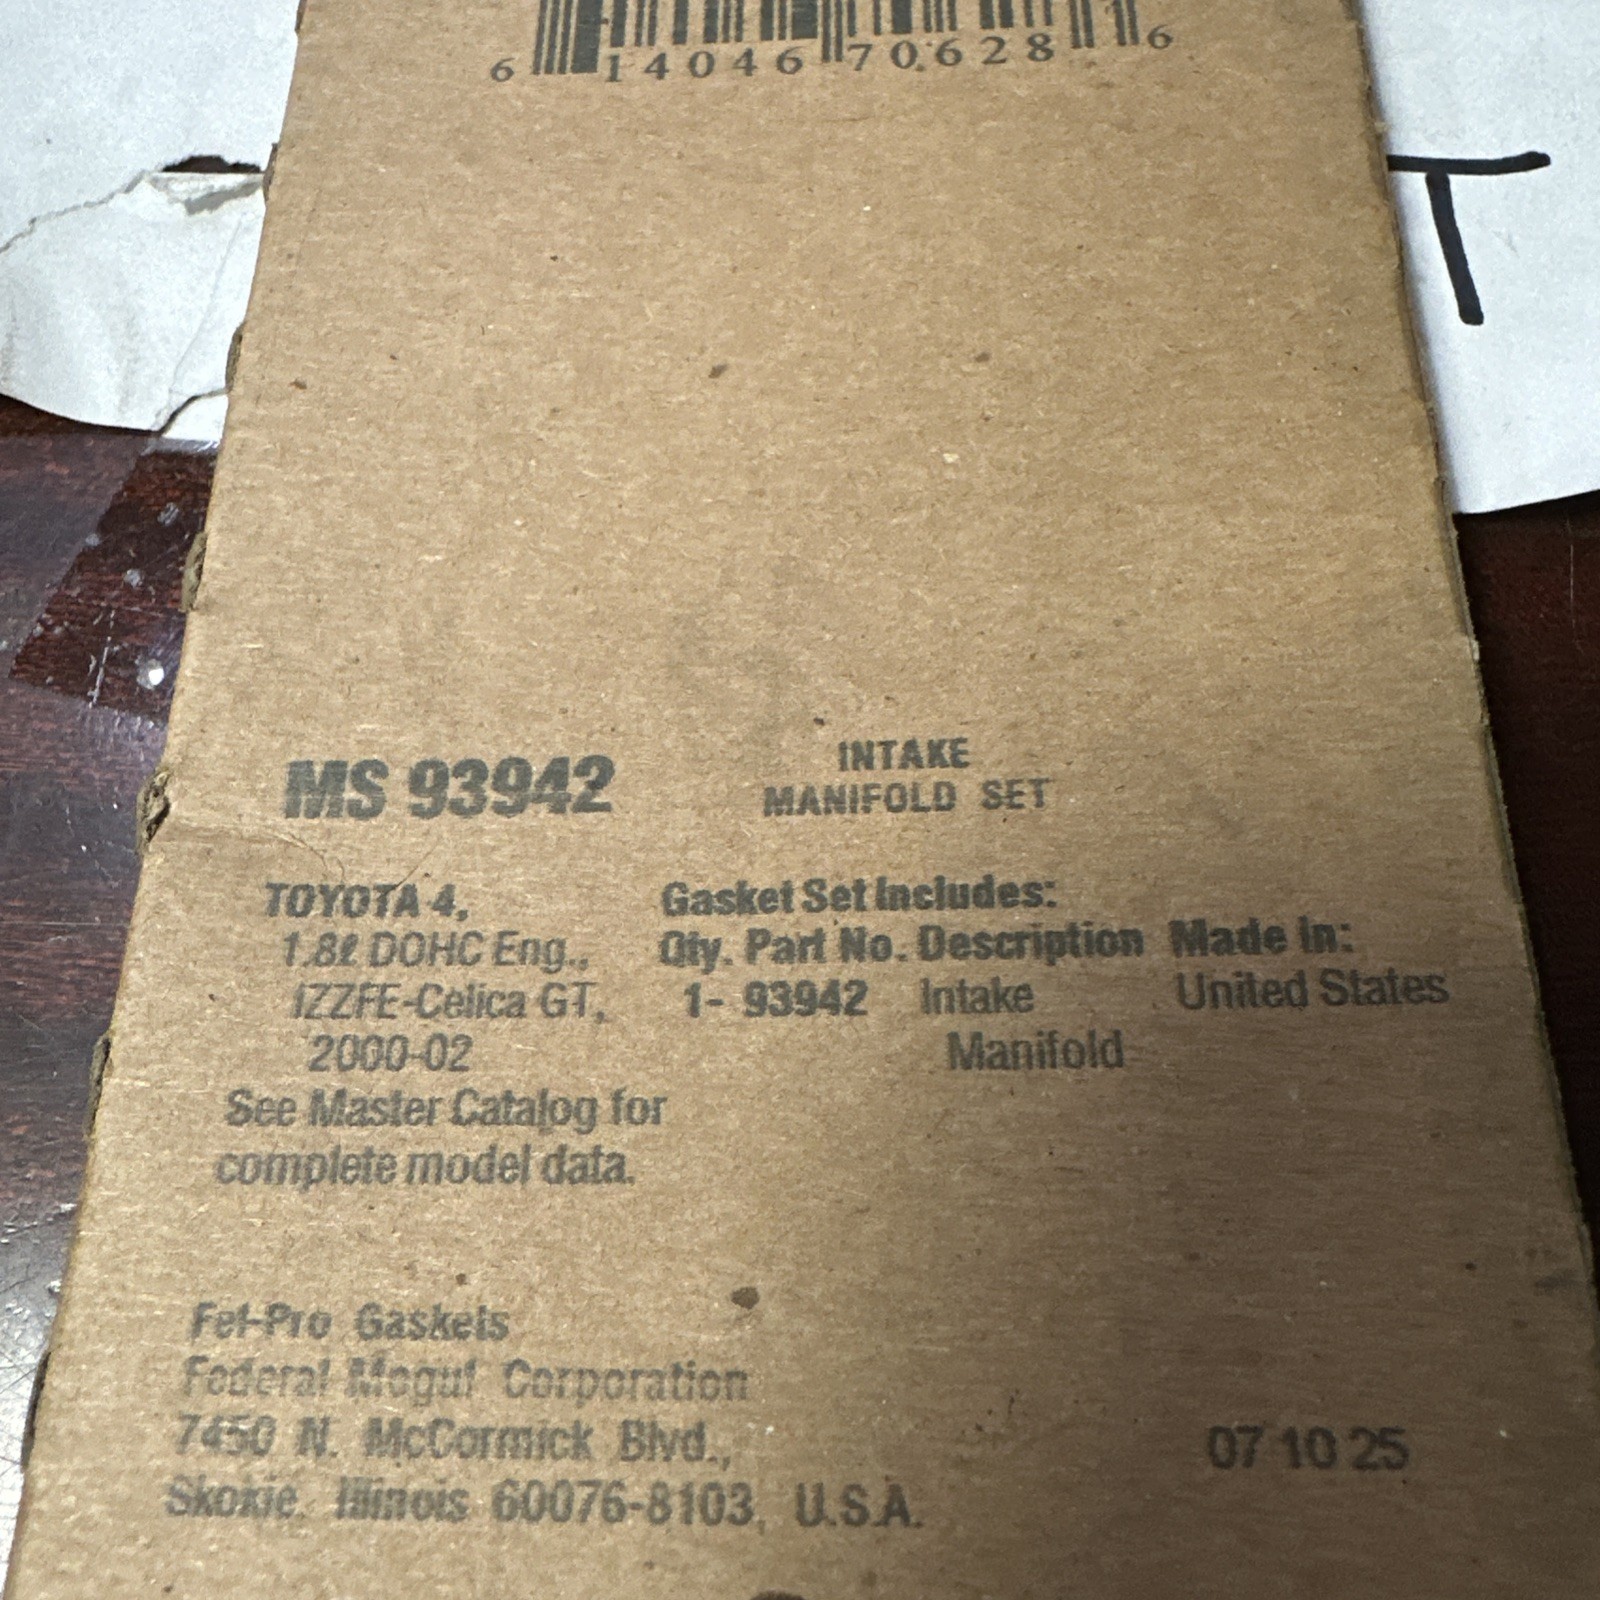 6 14046 70628 1 6
T
MS 93942
INTAKE
MANIFOLD SET
TOYOTA 4,
1.8ℓ DOHC Eng.,
IZZFE-Celica GT,
2000-02
See Master Catalog for
complete model data.
Gasket Set Includes:
Qty. Part No. Description Made In:
1- 93942 Intake United States
Manifold
Fel-Pro Gaskets
Federal Mogul Corporation
7450 N. McCormick Blvd.,
Skokie, Illinois 60076-8103, U.S.A.
07 10 25